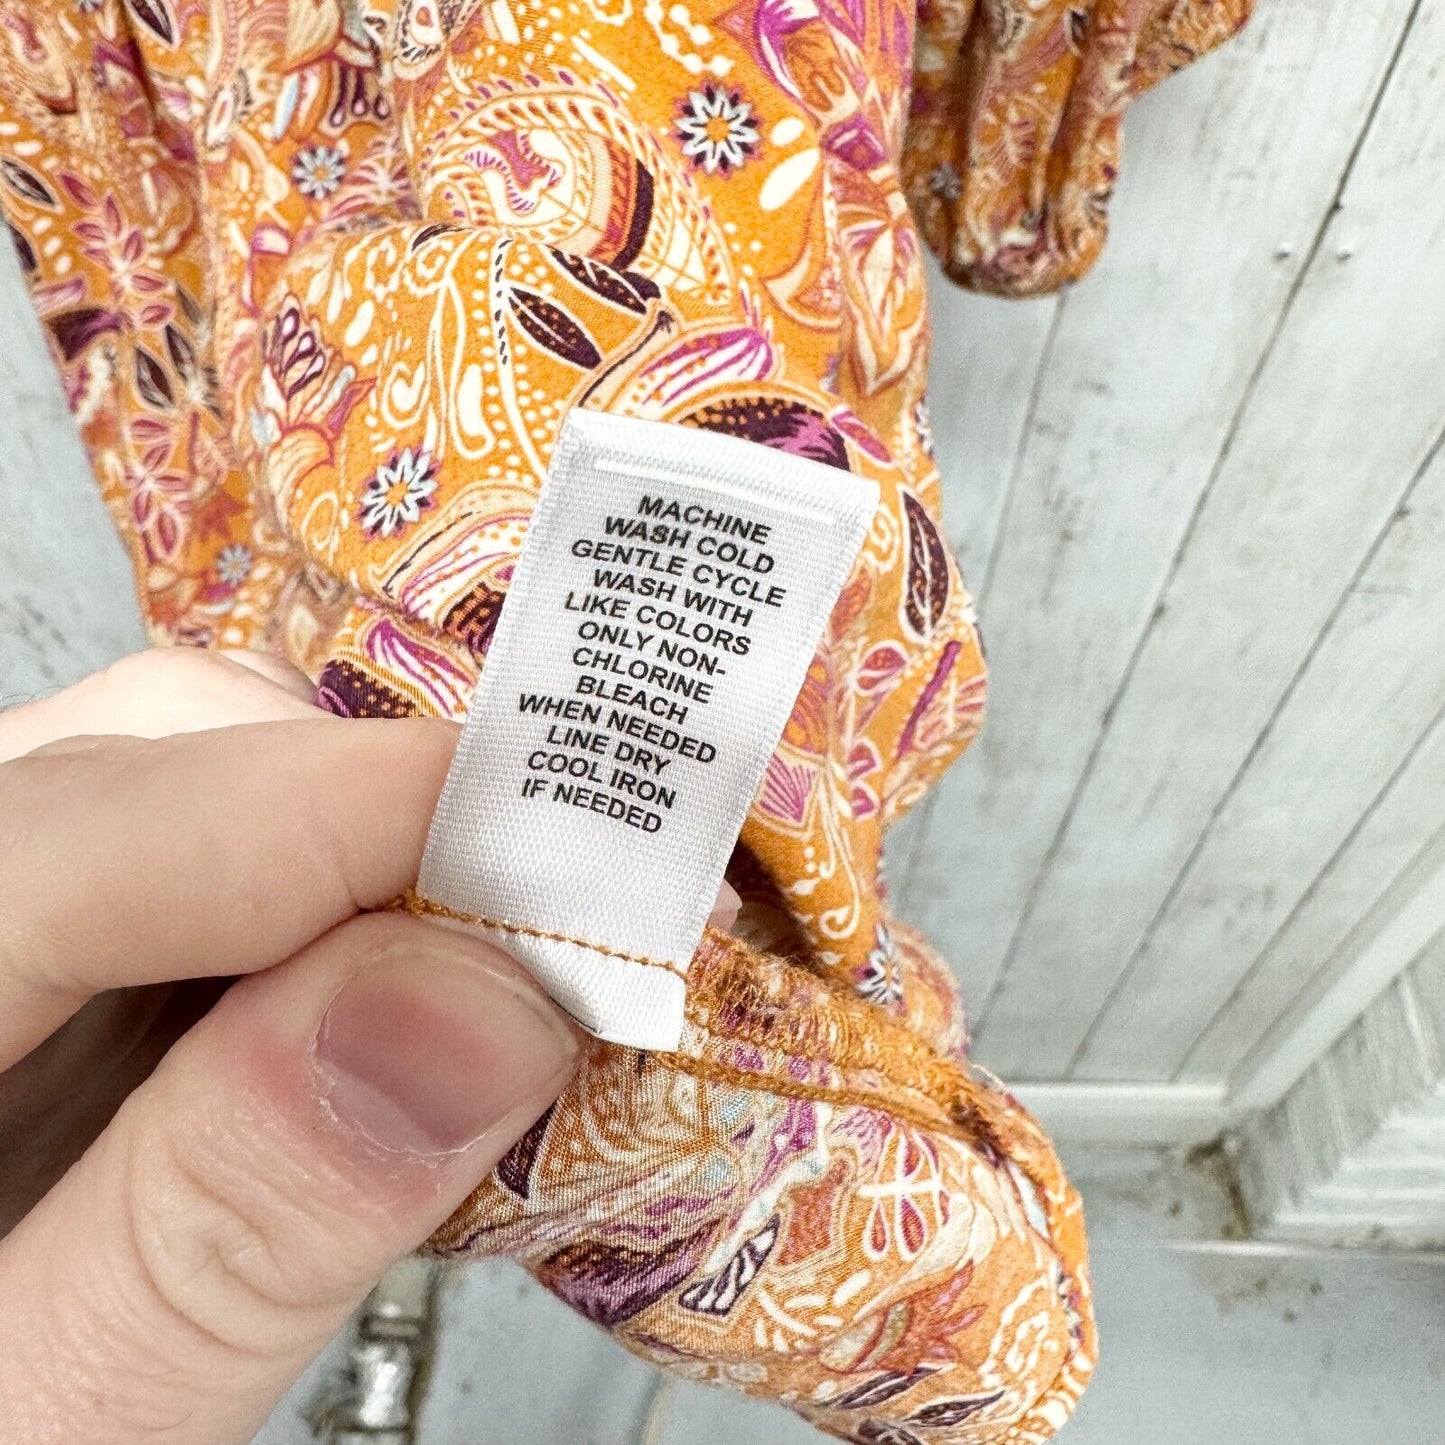 MACHINE
WASH COLD
GENTLE CYCLE
WASH WITH
LIKE COLORS
ONLY NON-
CHLORINE
BLEACH
WHEN NEEDED
LINE DRY
COOL IRON
IF NEEDED